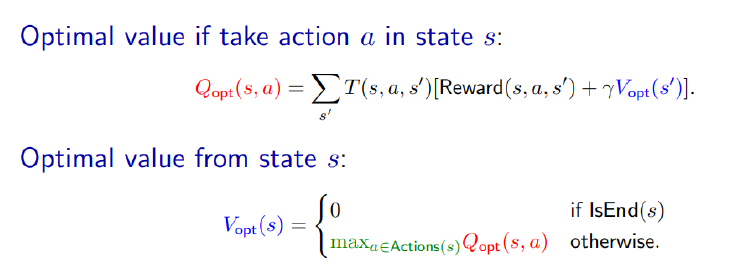 Optimal value if take action a in state s:
Q_opt(s, a) = ∑_{s′} T(s, a, s′)[Reward(s, a, s′) + γV_opt(s′)].
Optimal value from state s:
V_opt(s) = { 0 if IsEnd(s)
max_{a∈Actions(s)} Q_opt(s, a) otherwise.